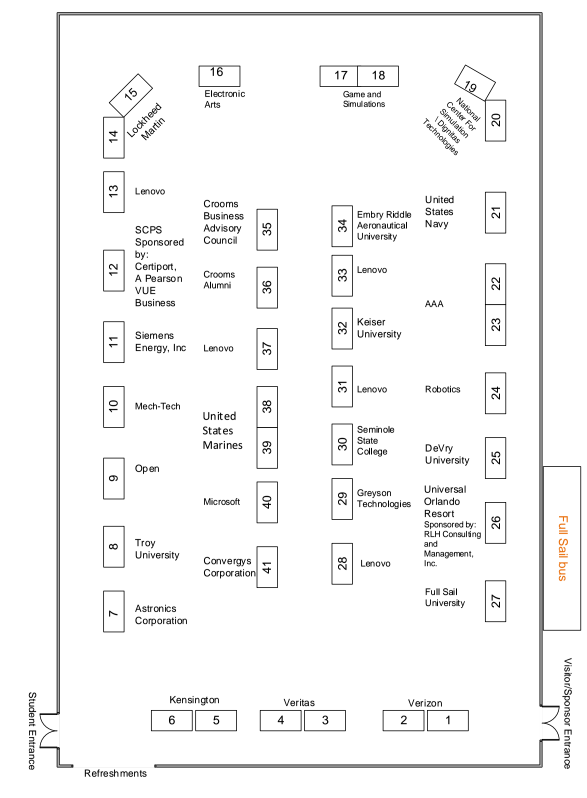 16
Electronic
Arts
17
18
Game and
Simulations
15
14
Lockheed
Martin
19
20
National
Center For
Simulation
\ Dignitas
Technologies
13
Lenovo
12
SCPS
Sponsored
by:
Certiport,
A Pearson
VUE
Business
11
Siemens
Energy, Inc
10
Mech-Tech
9
Open
8
Troy
University
7
Astronics
Corporation
Crooms
Business
Advisory
Council
35
Crooms
Alumni
36
Lenovo
37
United
States
Marines
38
39
Microsoft
40
Convergys
Corporation
41
34
Embry Riddle
Aeronautical
University
33
Lenovo
32
Keiser
University
31
Lenovo
30
Seminole
State
College
29
Greyson
Technologies
28
Lenovo
United
States
Navy
21
AAA
22
23
Robotics
24
DeVry
University
25
Universal
Orlando
Resort
Sponsored by:
RLH Consulting
and
Management,
Inc.
26
Full Sail
University
27
Full Sail bus
Kensington
6
5
Veritas
4
3
Verizon
2
1
Student Entrance
Visitor/Sponsor Entrance
Refreshments